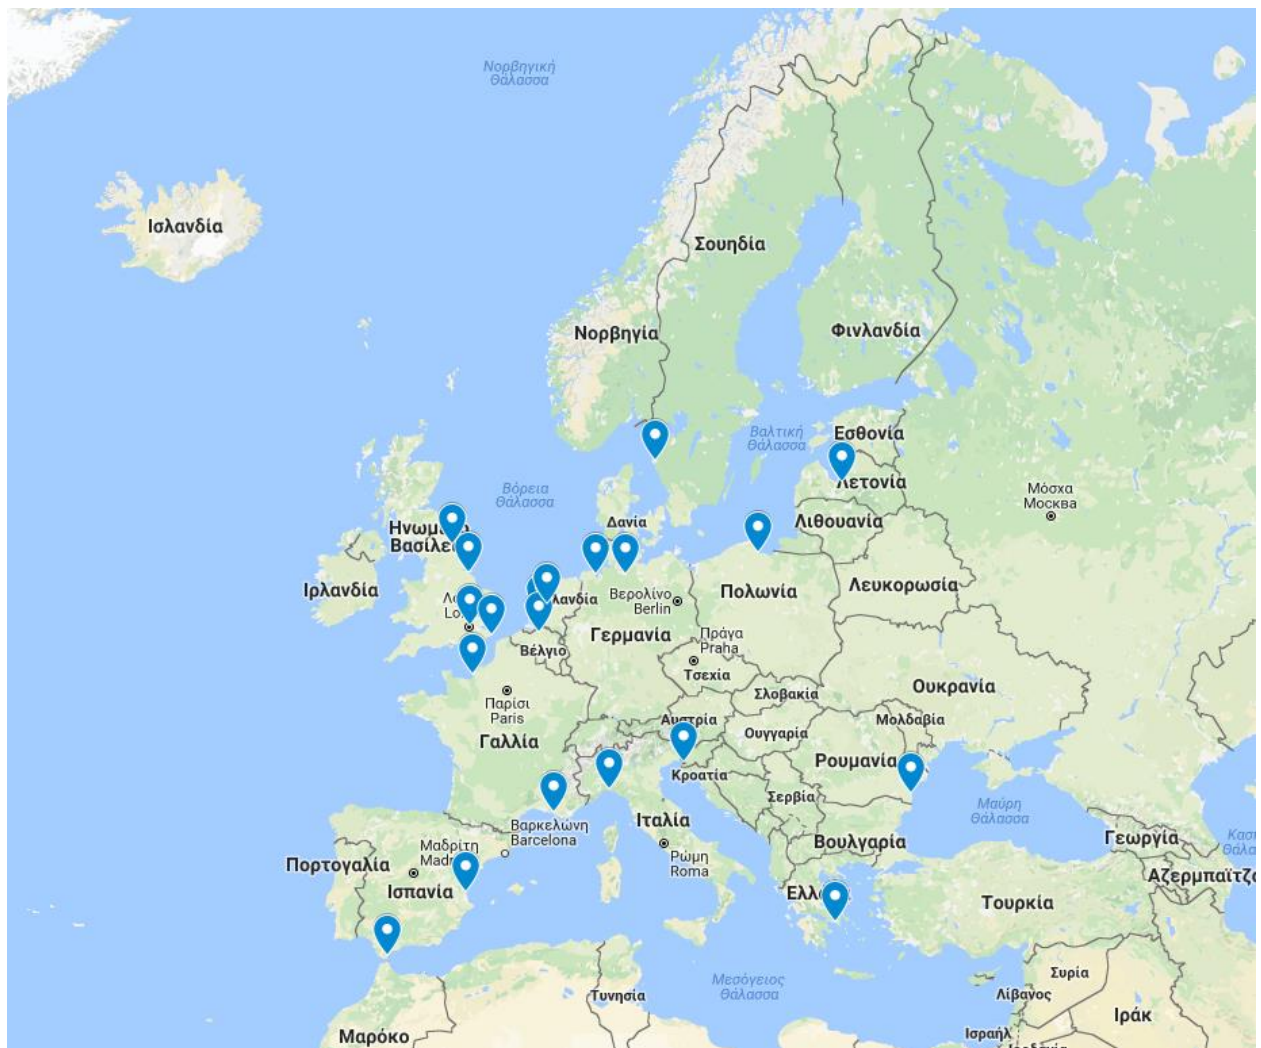 Νορβηγική
Θάλασσα
Ισλανδία
Σουηδία
Νορβηγία
Φινλανδία
Βαλτική
Θάλασσα
Εσθονία
Λετονία
Βόρεια
Θάλασσα
Μόσχα
Москва
Δανία
Λιθουανία
Ιρλανδία
Λευκορωσία
Βερολίνο
Berlin
Πολωνία
Γερμανία
Πράγα
Praha
Βέλγιο
Τσεχία
Παρίσι
Paris
Σλοβακία
Ουκρανία
Αυστρία
Μολδαβία
Ουγγαρία
Γαλλία
Ρουμανία
Κροατία
Σερβία
Μαύρη
Θάλασσα
Βαρκελώνη
Barcelona
Ιταλία
Γεωργία
Βουλγαρία
Μαδρίτη
Πορτογαλία
Ρώμη
Roma
Ισπανία
Τουρκία
Μεσόγειος
Θάλασσα
Συρία
Τυνησία
Λίβανος
Ιράκ
Μαρόκο
Ισραήλ